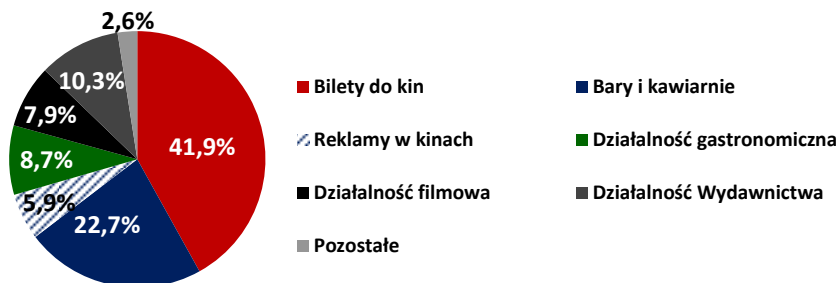 2,6%
10,3%
7,9%
8,7%
5,9%
22,7%
41,9%
Bilety do kin
Bary i kawiarnie
Reklamy w kinach
Działalność gastronomiczna
Działalność filmowa
Działalność Wydawnictwa
Pozostałe